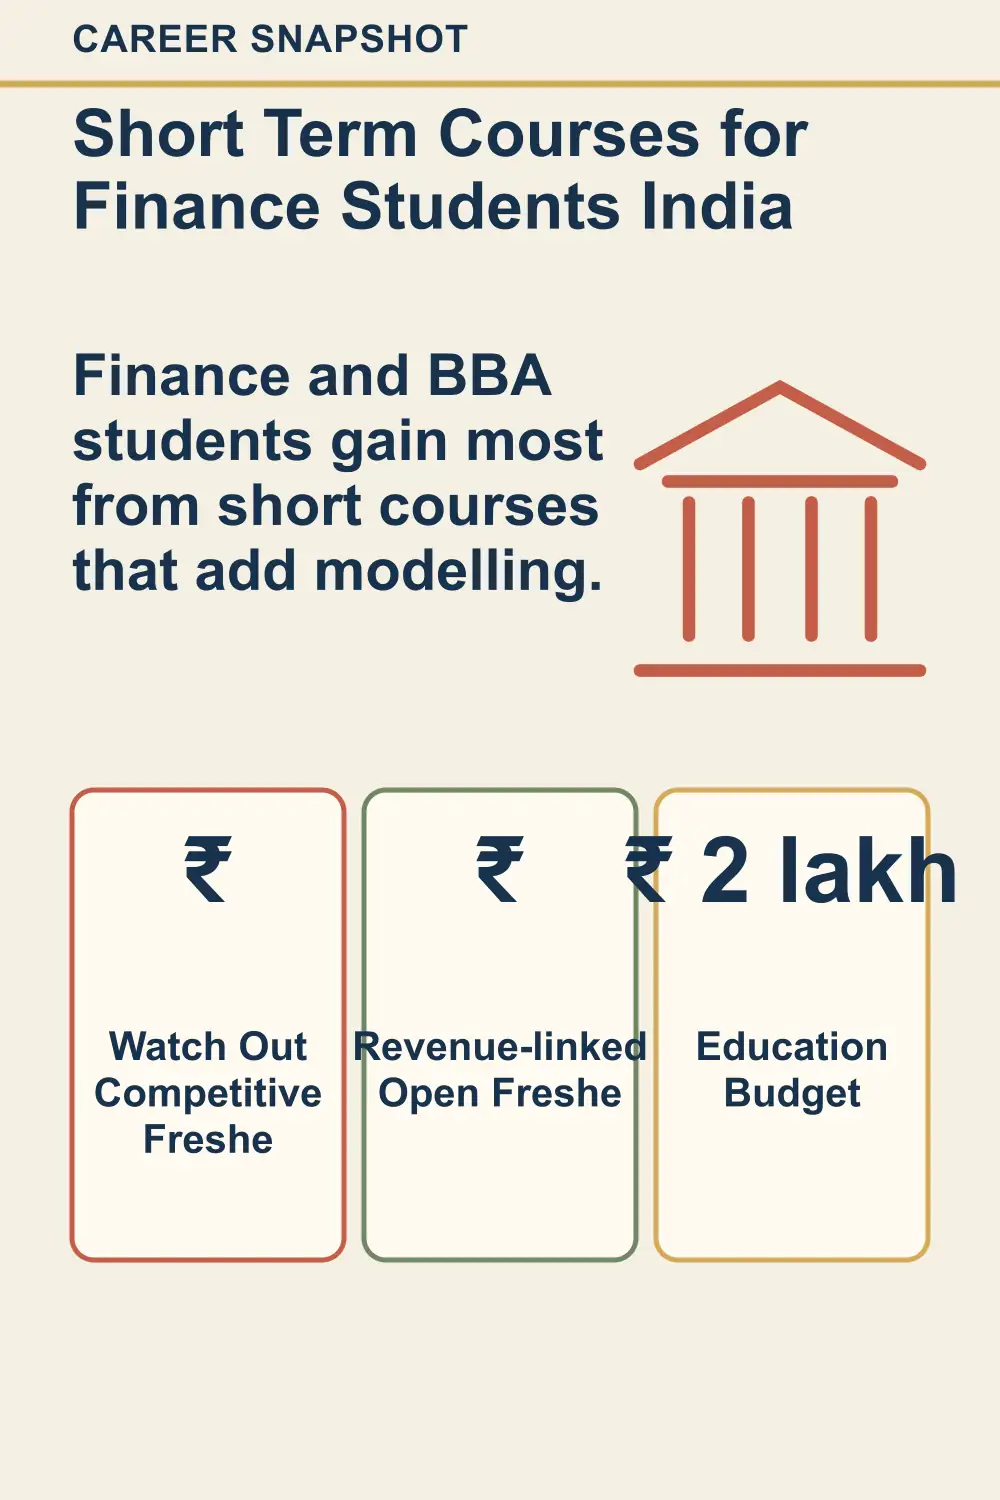 CAREER SNAPSHOT
Short Term Courses for
Finance Students India
Finance and BBA
students gain most
from short courses
that add modelling.
₹
Watch Out
Competitive
Freshe
₹
Revenue-linked
Open Freshe
₹ 2 lakh
Education
Budget